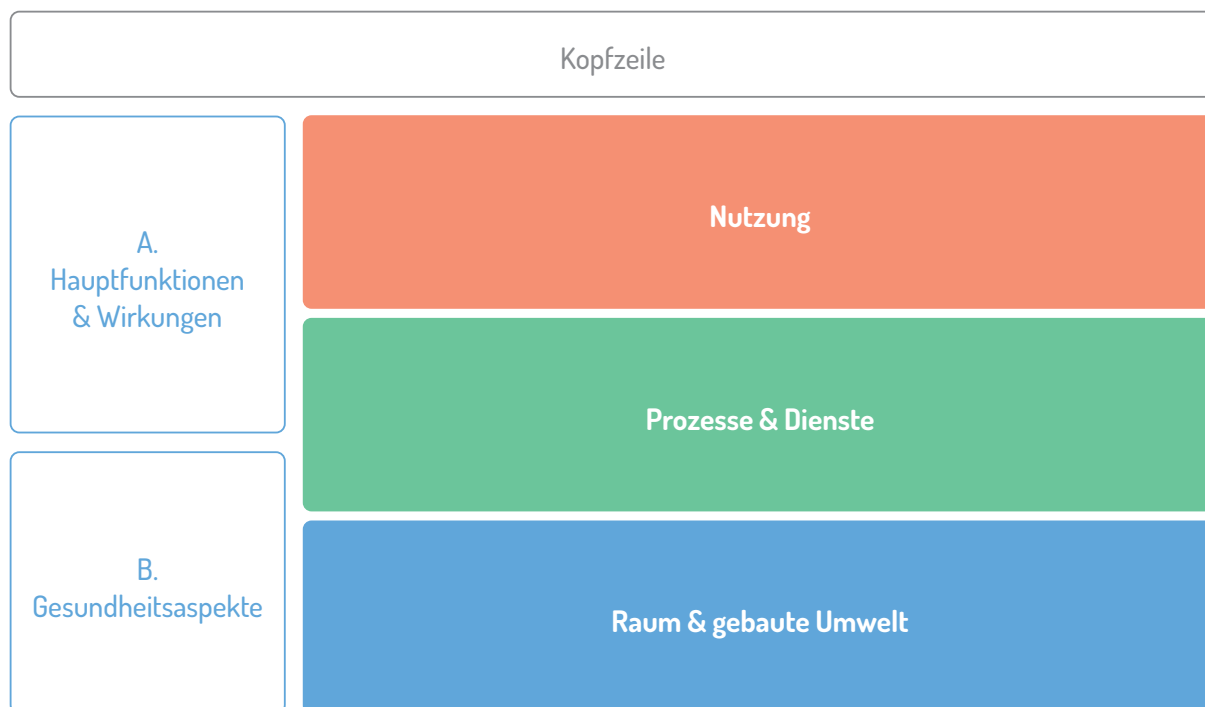 Kopfzeile
A.
Hauptfunktionen
& Wirkungen
B.
Gesundheitsaspekte
Nutzung
Prozesse & Dienste
Raum & gebaute Umwelt